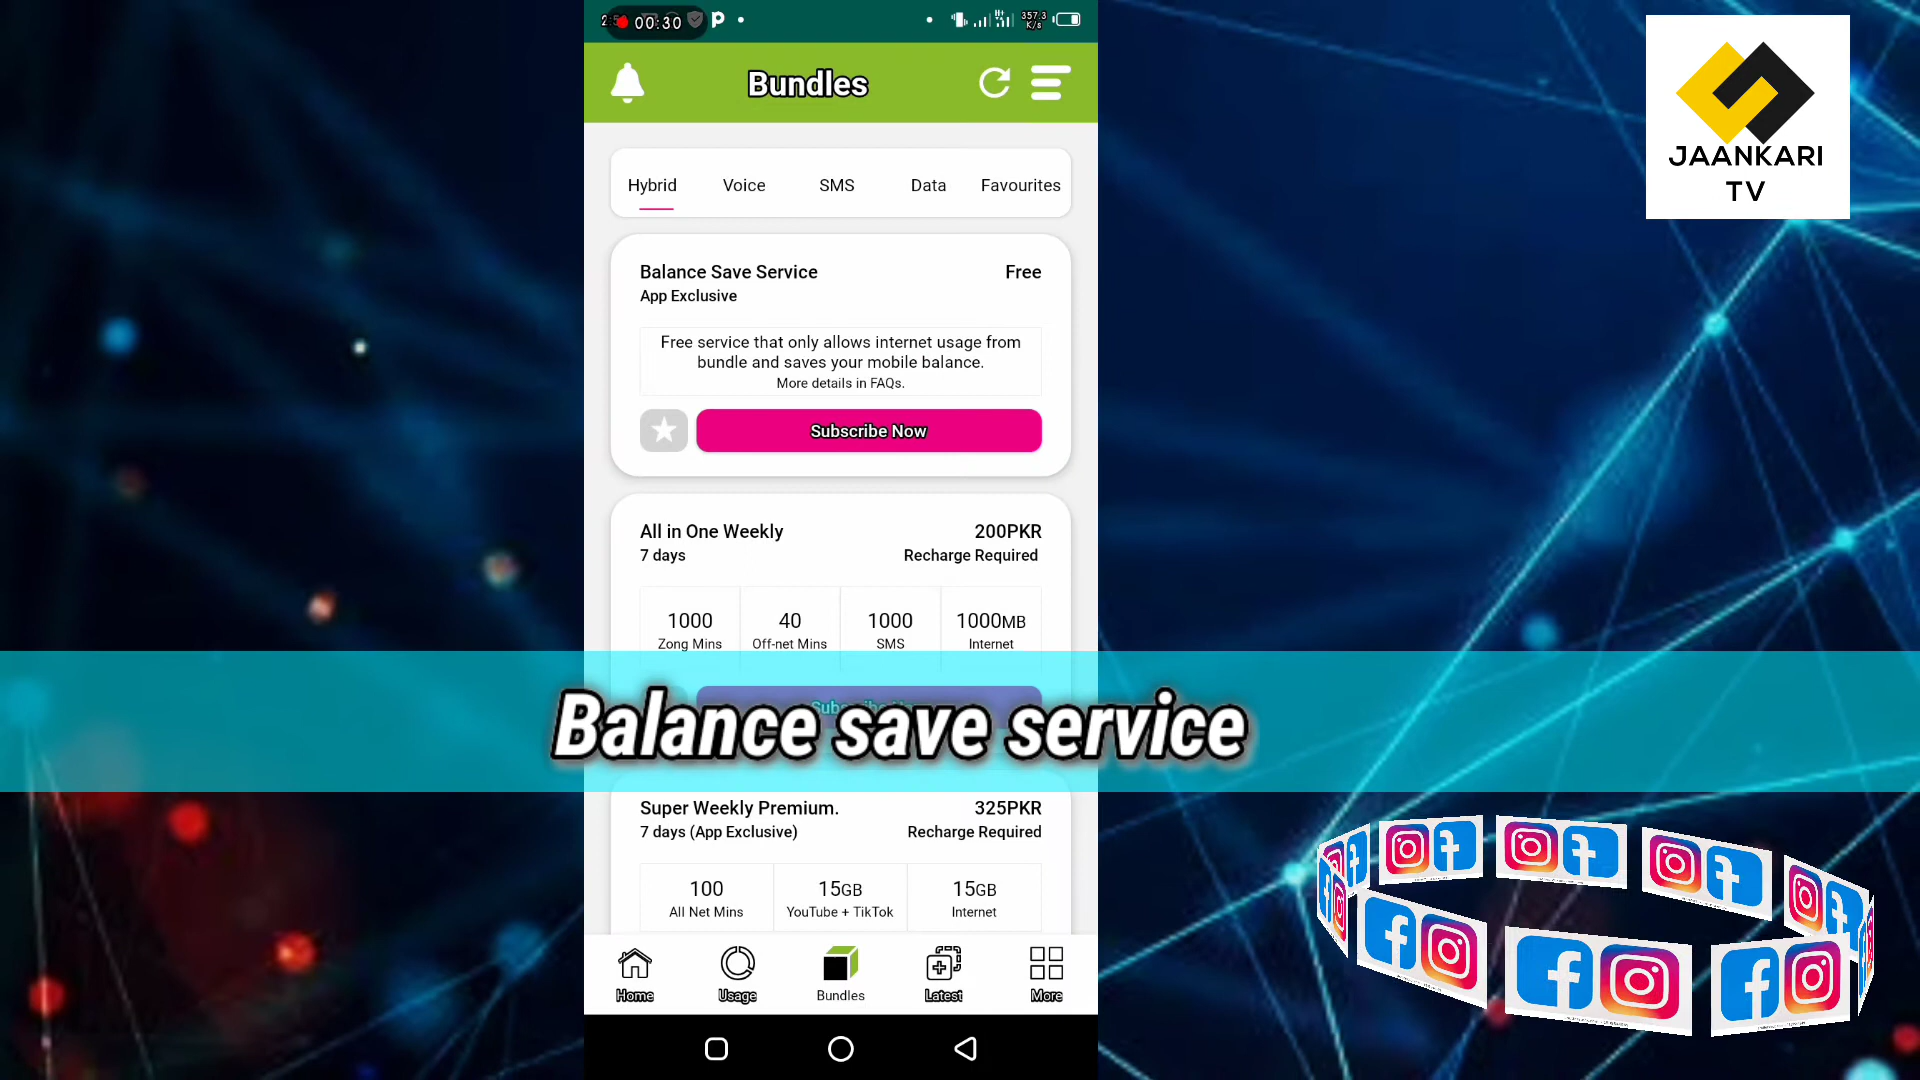 00:30
357.3
K/s
Bundles
JAANKARI
TV
Hybrid Voice SMS Data Favourites
Balance Save Service Free
App Exclusive
Free service that only allows internet usage from
bundle and saves your mobile balance.
More details in FAQs.
Subscribe Now
All in One Weekly 200PKR
7 days Recharge Required
1000 40 1000 1000MB
Zong Mins Off-net Mins SMS Internet
Balance save service
Super Weekly Premium. 325PKR
7 days (App Exclusive) Recharge Required
100 15GB 15GB
All Net Mins YouTube + TikTok Internet
Home Usage Bundles Latest More